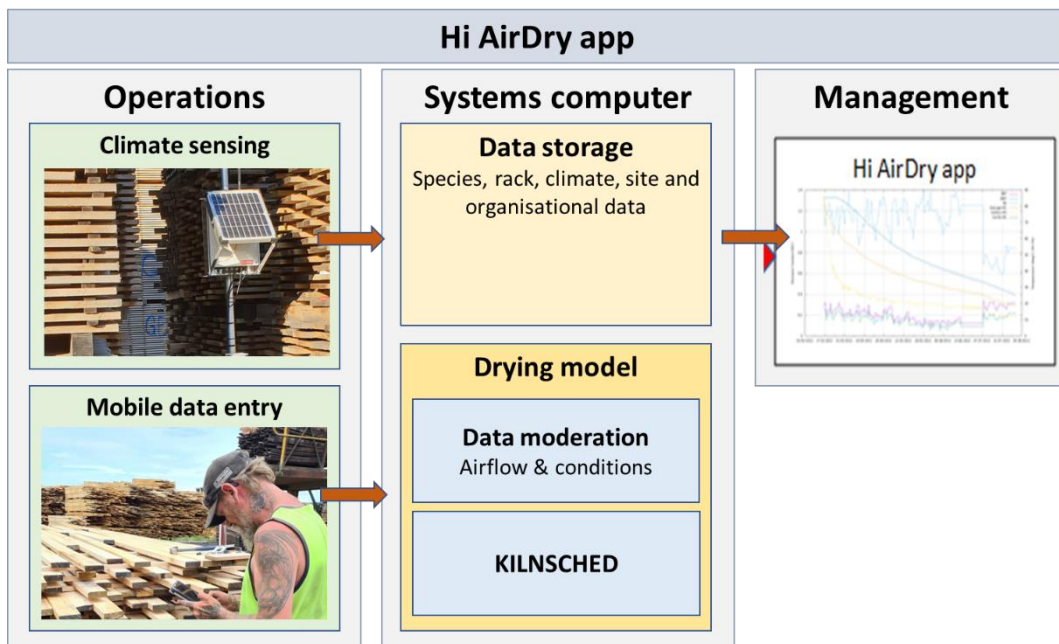 Hi AirDry app
Operations
Climate sensing
Mobile data entry
Systems computer
Data storage
Species, rack, climate, site and
organisational data
Drying model
Data moderation
Airflow & conditions
KILNSCHED
Management
Hi AirDry app